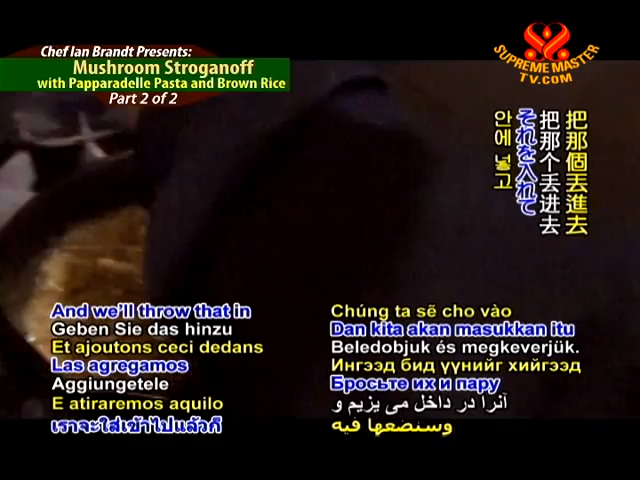 Chef Ian Brandt Presents:
Mushroom Stroganoff
with Papparadelle Pasta and Brown Rice
Part 2 of 2
SUPREME MASTER
TV.COM
把那個丟進去
把那个丢进去
それを入れて
안에 넣고
And we'll throw that in
Geben Sie das hinzu
Et ajoutons ceci dedans
Las agregamos
Aggiungetele
E atiraremos aquilo
เราจะใส่เข้าไปแล้วก็
Chúng ta sẽ cho vào
Dan kita akan masukkan itu
Beledobjuk és megkeverjük.
Ингээд бид үүнийг хийгээд
Бросьте их и пару
آنرا در داخل می یزیم و
وسنضعها فيه